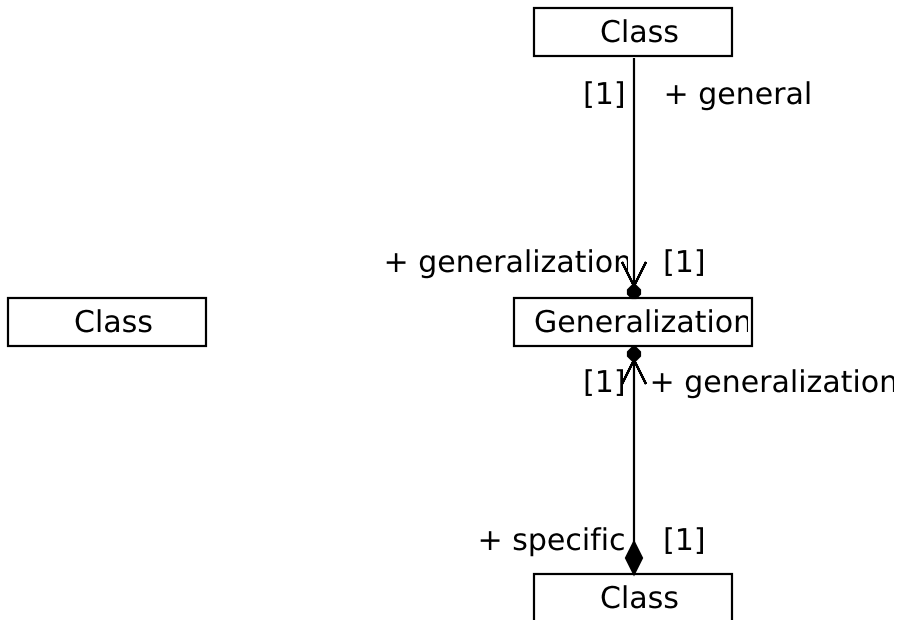 Class
[1] + general
+ generalization [1]
Class
Generalization
[1] + generalization
+ specific [1]
Class